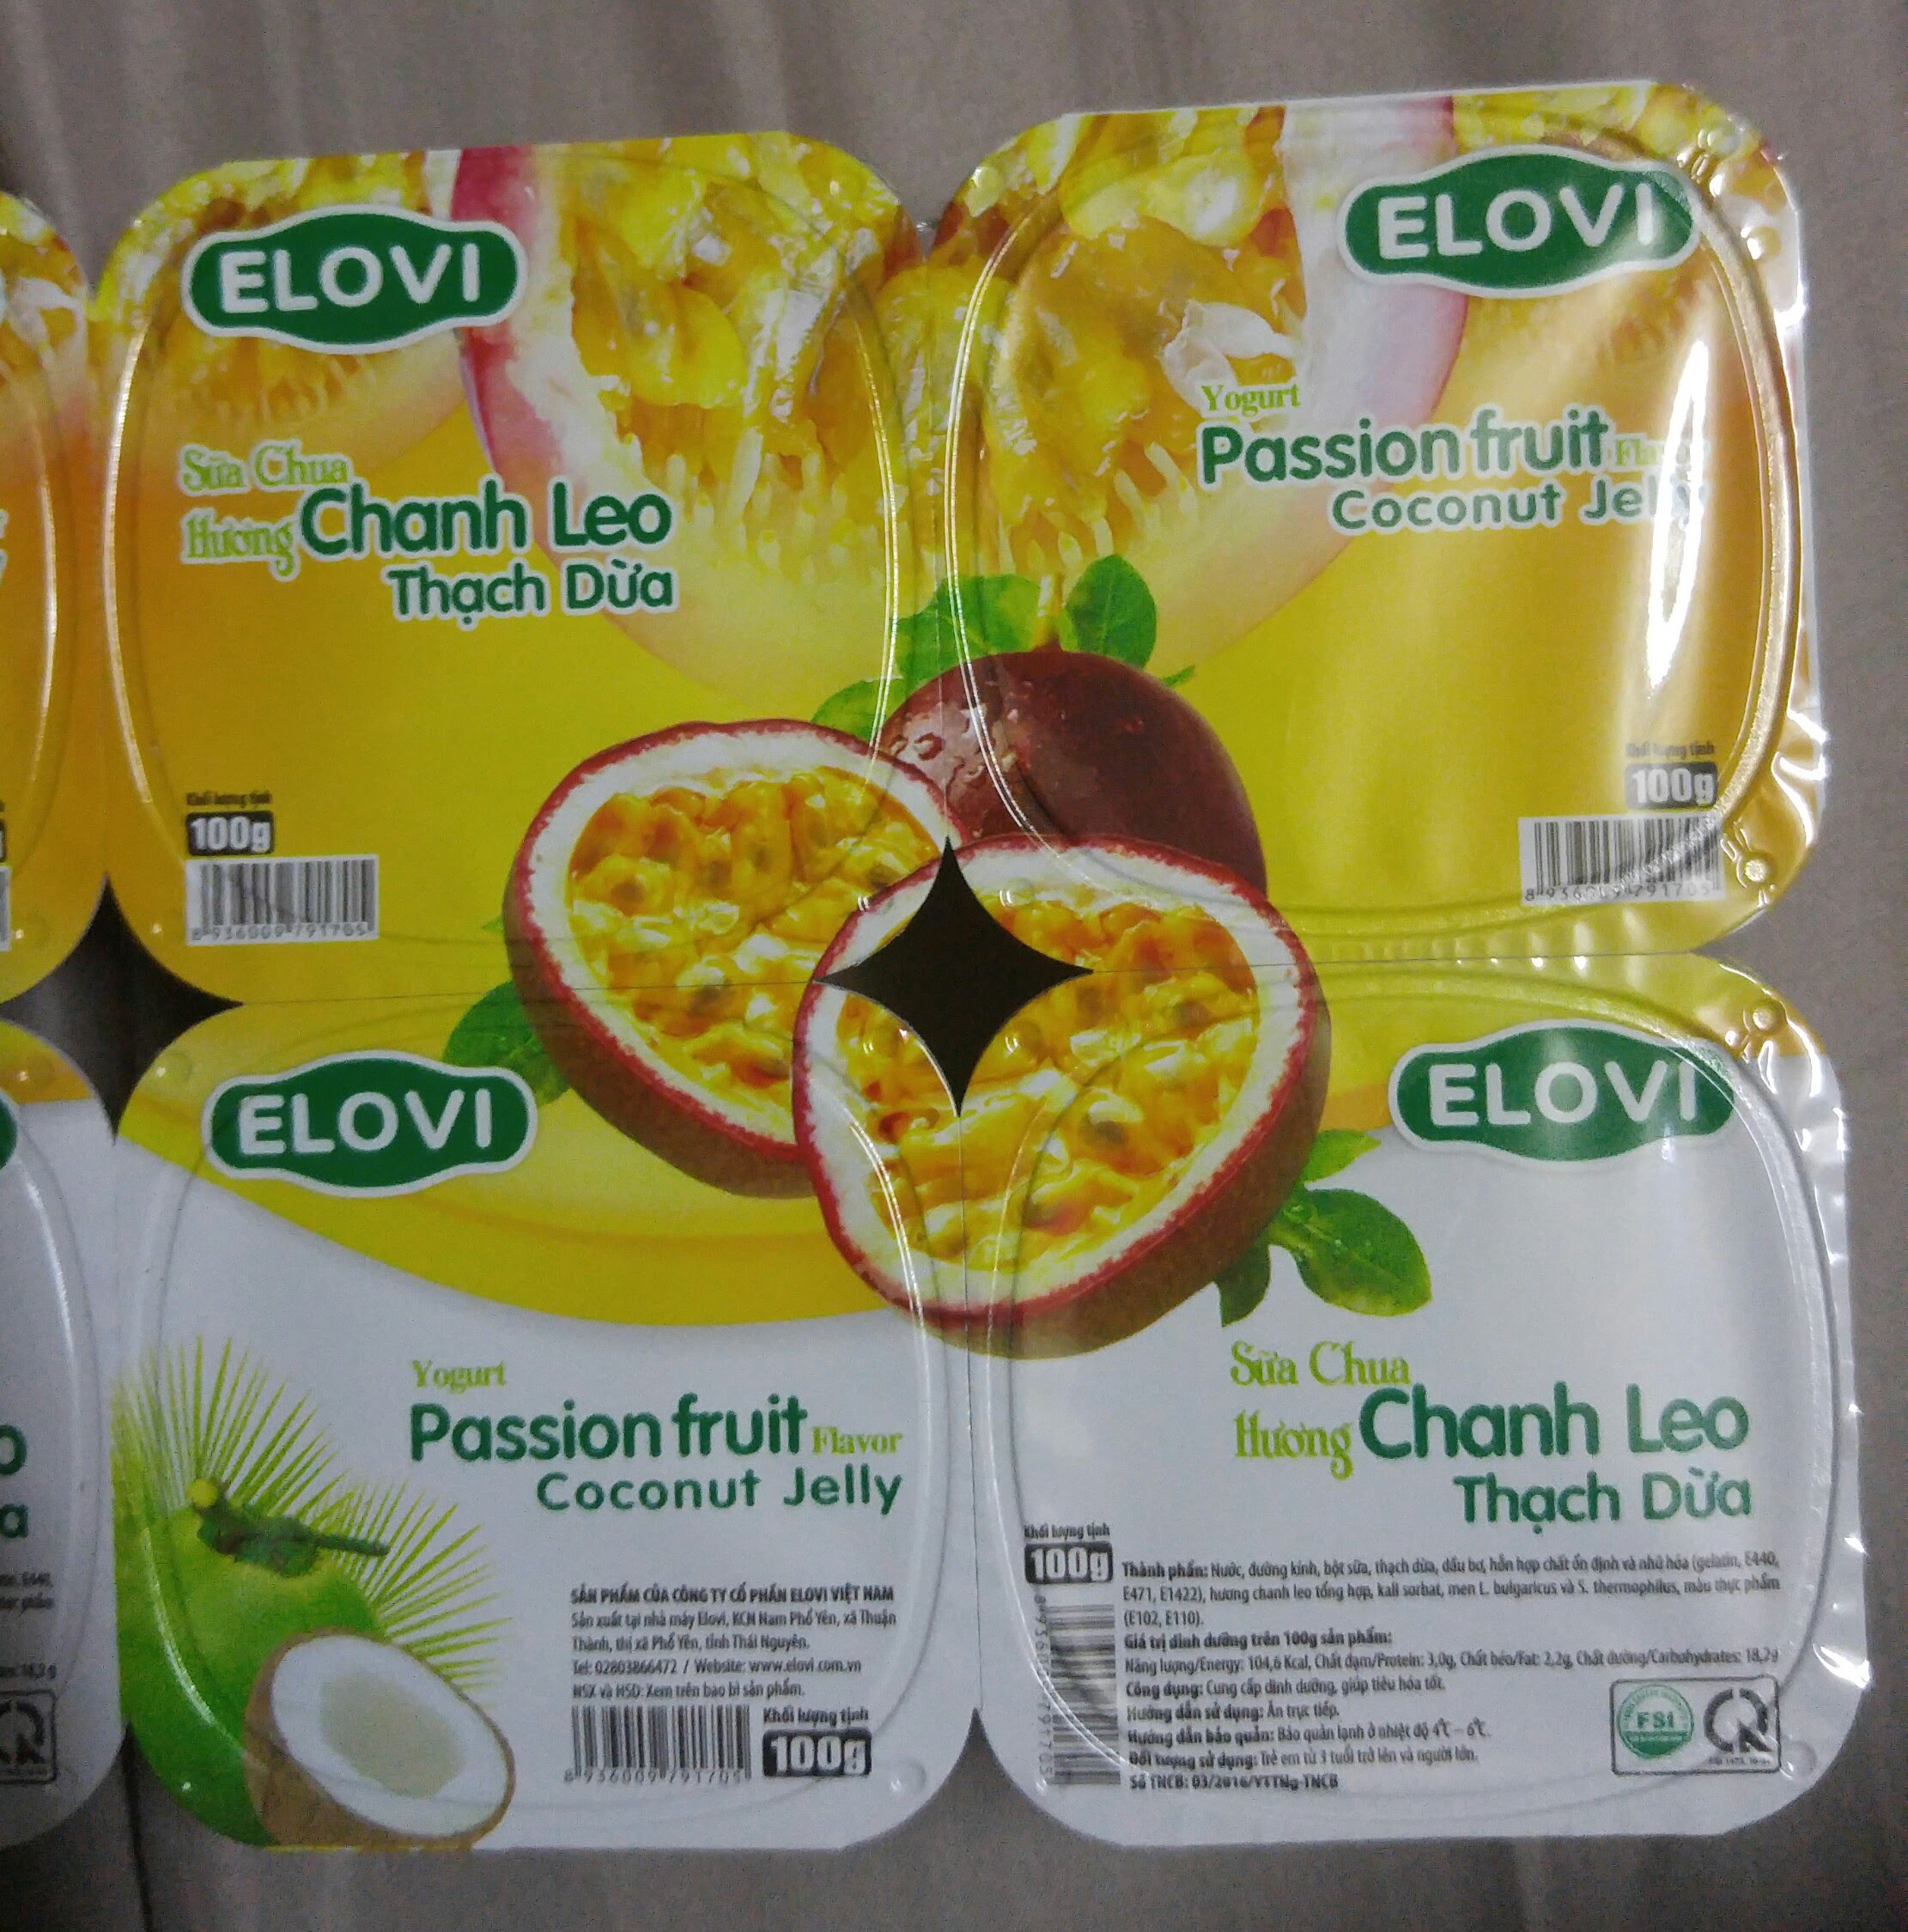 ELOVI
Sữa Chua
Hương Chanh Leo
Thạch Dừa
Khối lượng tịnh
100g
8 936009 791705
ELOVI
Yogurt
Passion fruit
Coconut Jelly
Khối lượng tịnh
100g
8 936009 791705
ELOVI
Yogurt
Passion fruit Flavor
Coconut Jelly
SẢN PHẨM CỦA CÔNG TY CỔ PHẦN ELOVI VIỆT NAM
Sản xuất tại nhà máy Elovi, KCN Nam Phổ Yên, xã Thuận
Thành, thị xã Phổ Yên, tỉnh Thái Nguyên.
Tel: 02803866472 / Website: www.elovi.com.vn
NSX và HSD: Xem trên bao bì sản phẩm.
Khối lượng tịnh
100g
8 936009 791705
ELOVI
Sữa Chua
Hương Chanh Leo
Thạch Dừa
Khối lượng tịnh
100g
Thành phần: Nước, đường kính, bột sữa, thạch dừa, dầu bơ, hỗn hợp chất ổn định và nhũ hóa (gelatin, E440,
E471, E1422), hương chanh leo tổng hợp, kali sorbat, men L. bulgaricus và S. thermophilus, màu thực phẩm
(E102, E110).
Giá trị dinh dưỡng trên 100g sản phẩm:
Năng lượng/Energy: 104,6 Kcal, Chất đạm/Protein: 3,0g, Chất béo/Fat: 2,2g, Chất đường/Carbohydrates: 18,2g
Công dụng: Cung cấp dinh dưỡng, giúp tiêu hóa tốt.
Hướng dẫn sử dụng: Ăn trực tiếp.
Hướng dẫn bảo quản: Bảo quản lạnh ở nhiệt độ 4℃ – 6℃.
Đối tượng sử dụng: Trẻ em từ 3 tuổi trở lên và người lớn.
Số TNCB: 03/2016/YTTNg-TNCB
FSI